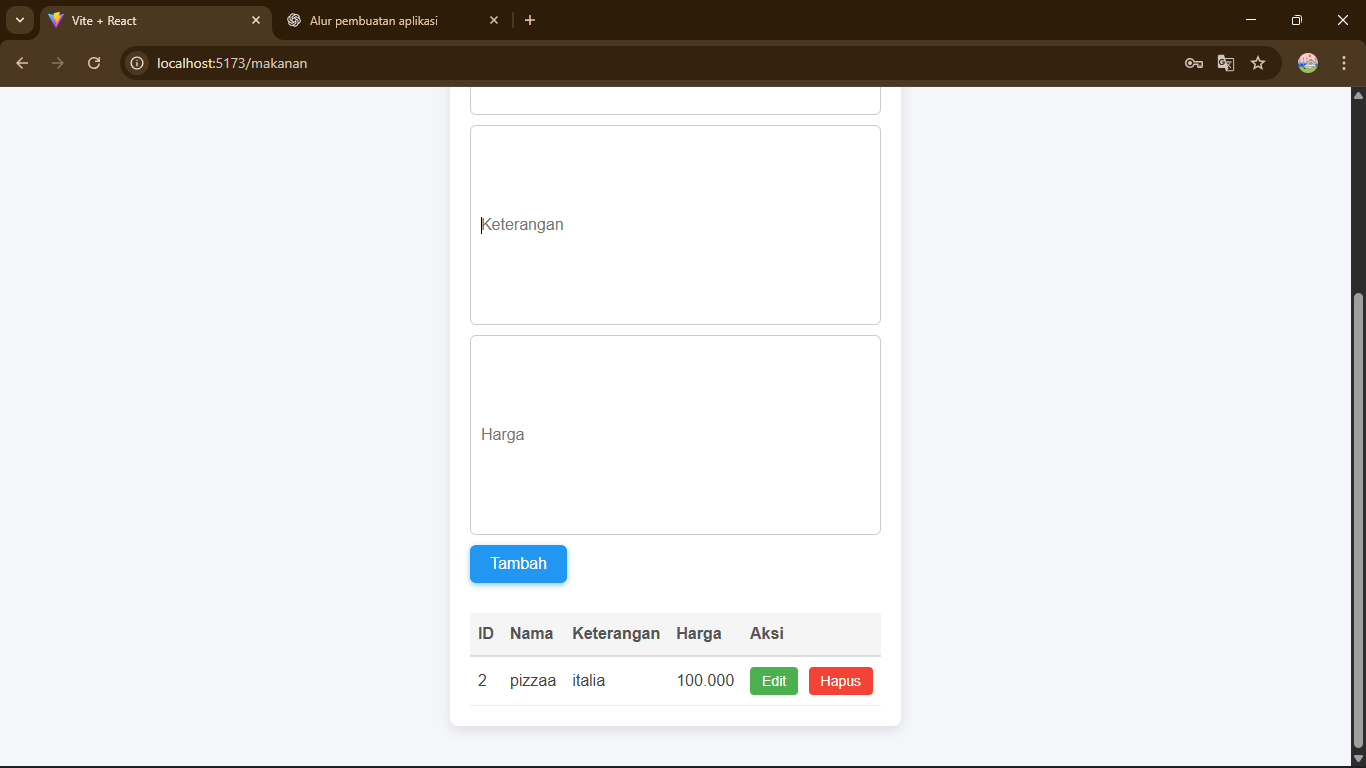 Vite + React
Alur pembuatan aplikasi
localhost:5173/makanan
Keterangan
Harga
Tambah
ID Nama Keterangan Harga Aksi
2 pizzaa italia 100.000 Edit Hapus